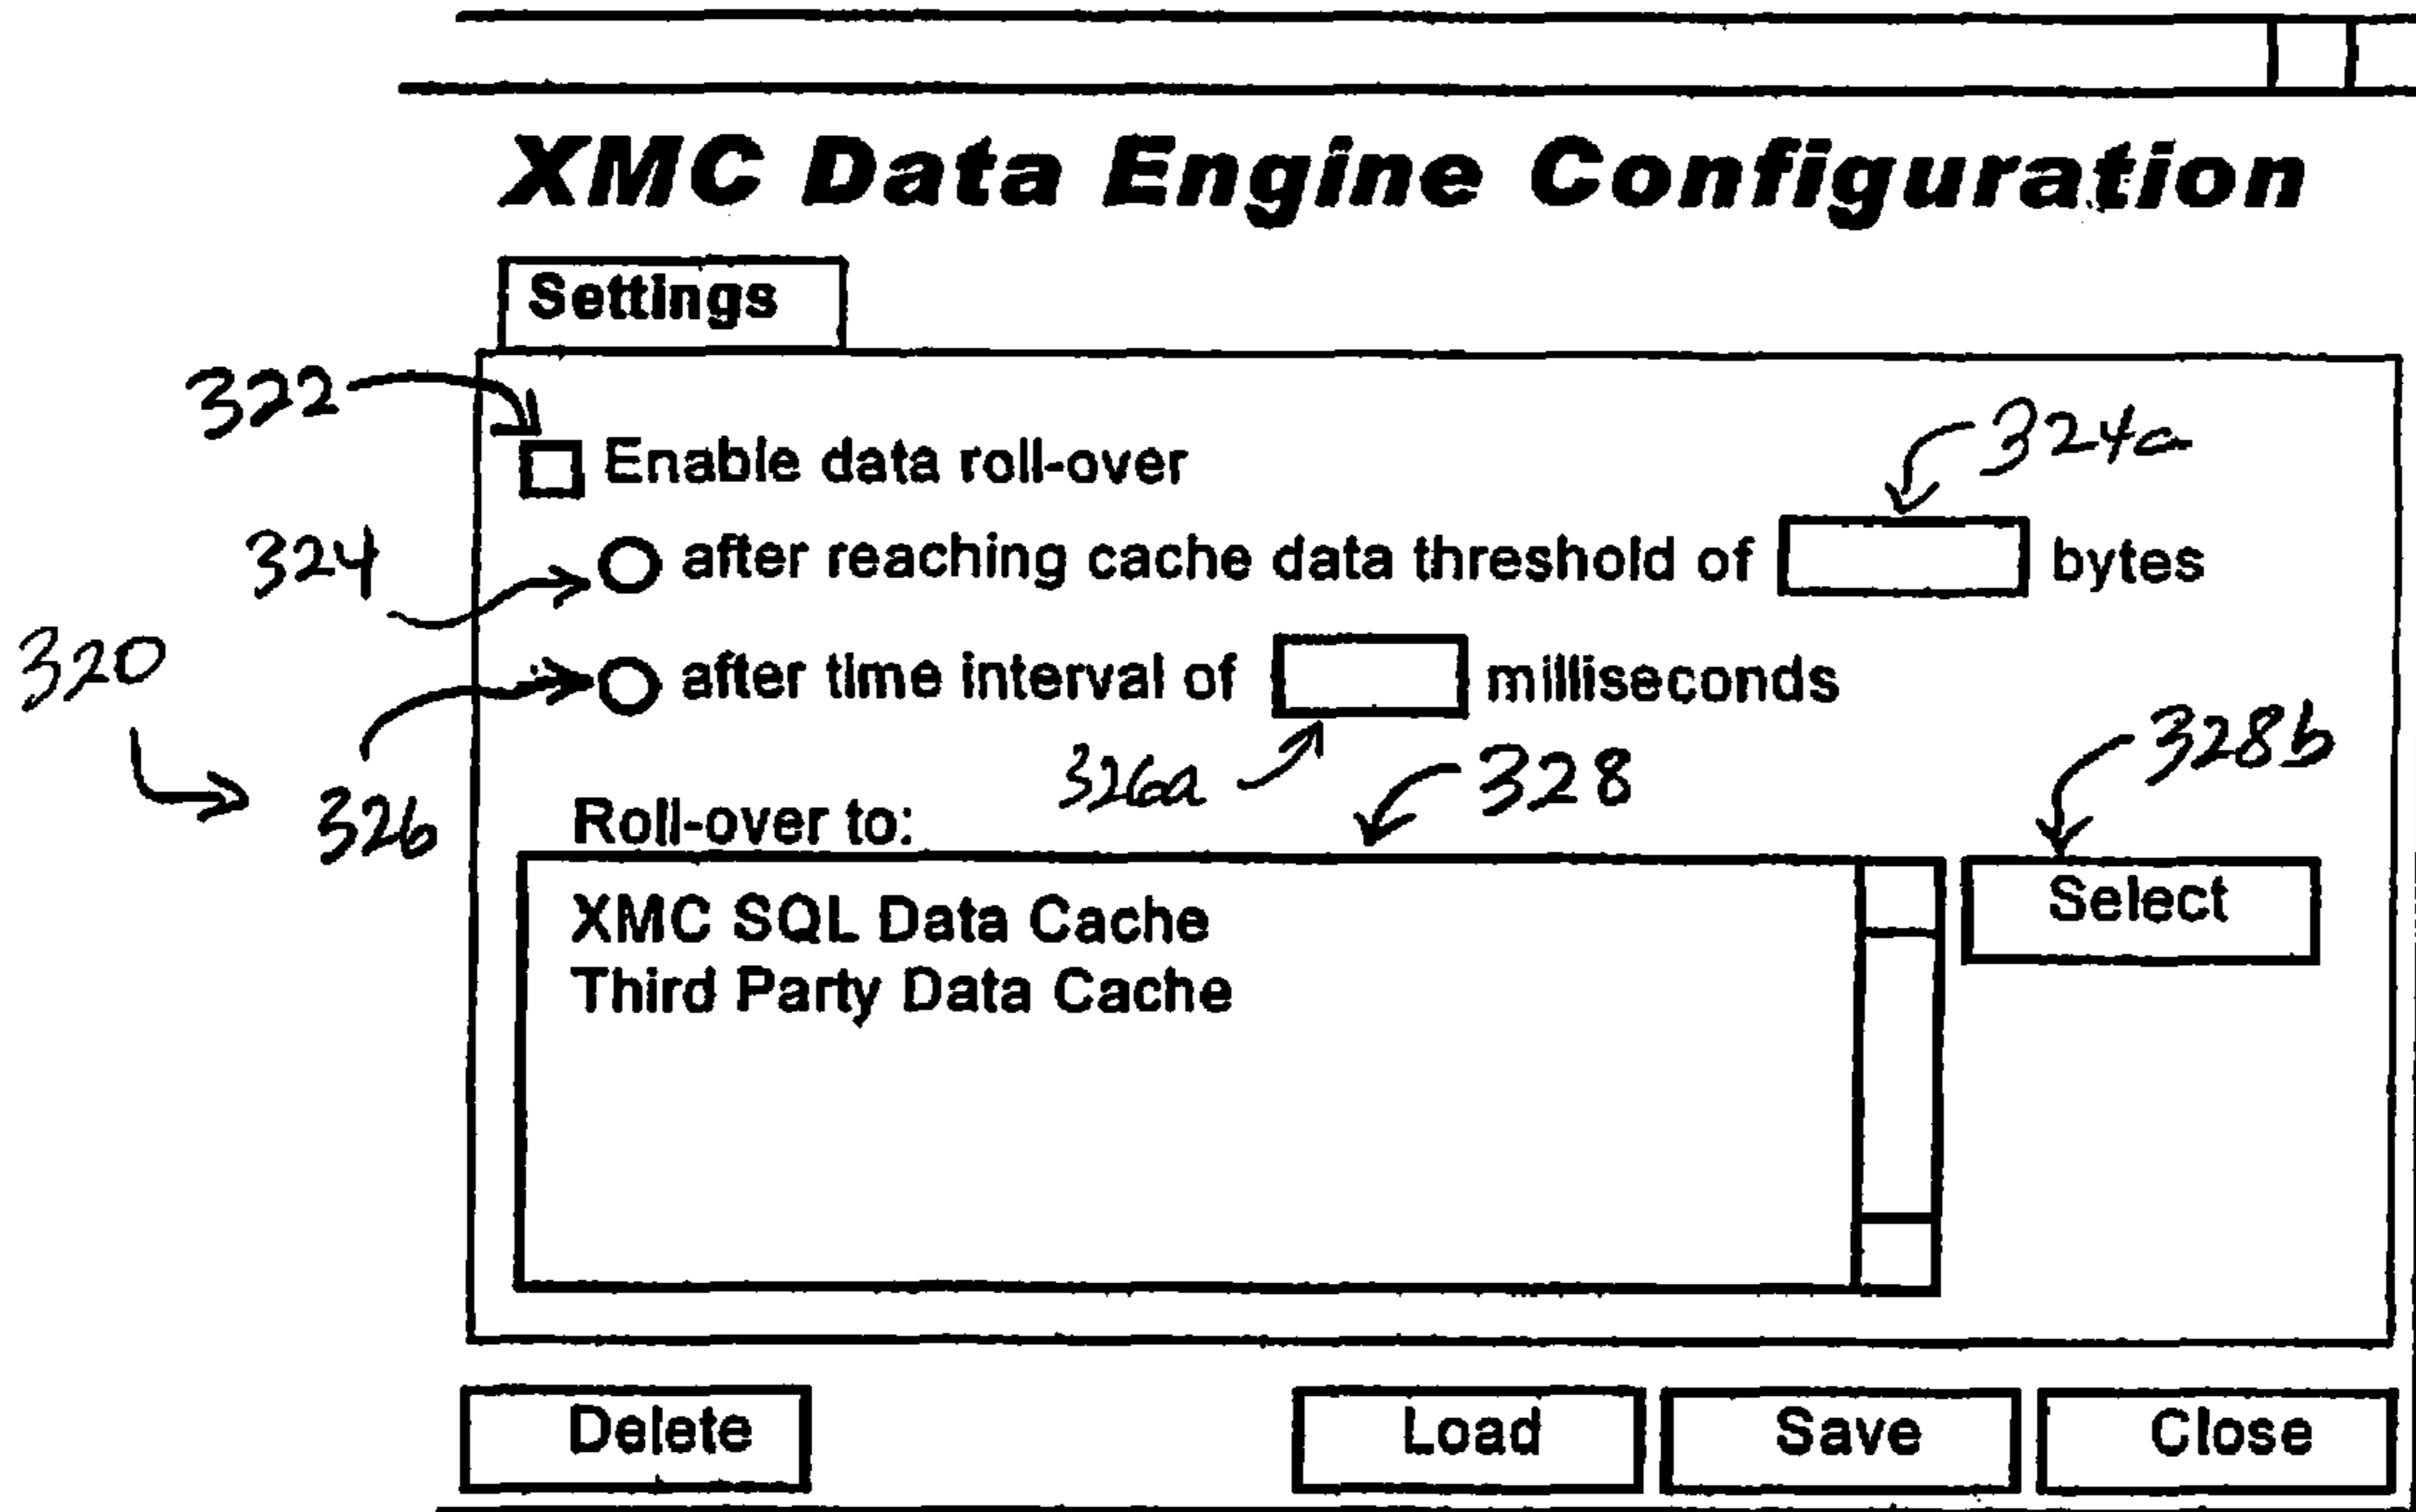 XMC Data Engine Configuration
Settings
322
Enable data roll-over
324a
324
after reaching cache data threshold of bytes
320
after time interval of milliseconds
326a
328
328b
326
Roll-over to:
XMC SQL Data Cache
Select
Third Party Data Cache
Delete
Load
Save
Close